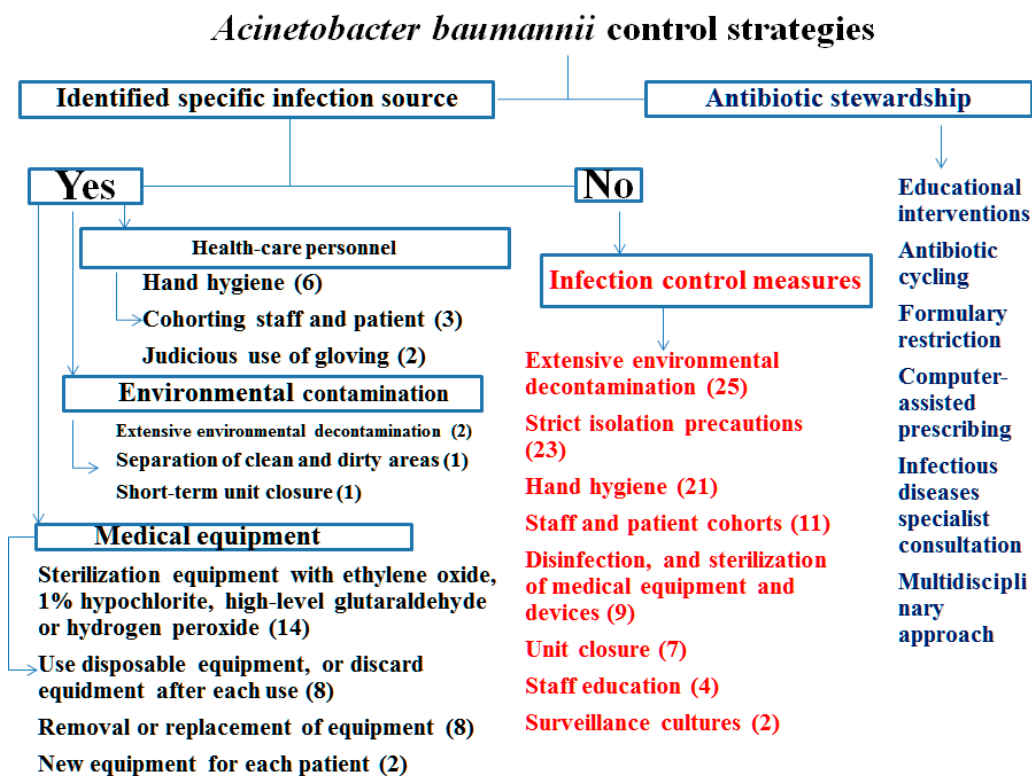 Acinetobacter baumannii control strategies
Identified specific infection source
Antibiotic stewardship
Yes
No
Health-care personnel
Hand hygiene (6)
Cohorting staff and patient (3)
Judicious use of gloving (2)
Environmental contamination
Extensive environmental decontamination (2)
Separation of clean and dirty areas (1)
Short-term unit closure (1)
Medical equipment
Sterilization equipment with ethylene oxide,
1% hypochlorite, high-level glutaraldehyde
or hydrogen peroxide (14)
Use disposable equipment, or discard
equidment after each use (8)
Removal or replacement of equipment (8)
New equipment for each patient (2)
Infection control measures
Extensive environmental
decontamination (25)
Strict isolation precautions
(23)
Hand hygiene (21)
Staff and patient cohorts (11)
Disinfection, and sterilization
of medical equipment and
devices (9)
Unit closure (7)
Staff education (4)
Surveillance cultures (2)
Educational
interventions
Antibiotic
cycling
Formulary
restriction
Computer-
assisted
prescribing
Infectious
diseases
specialist
consultation
Multidiscipli
nary
approach